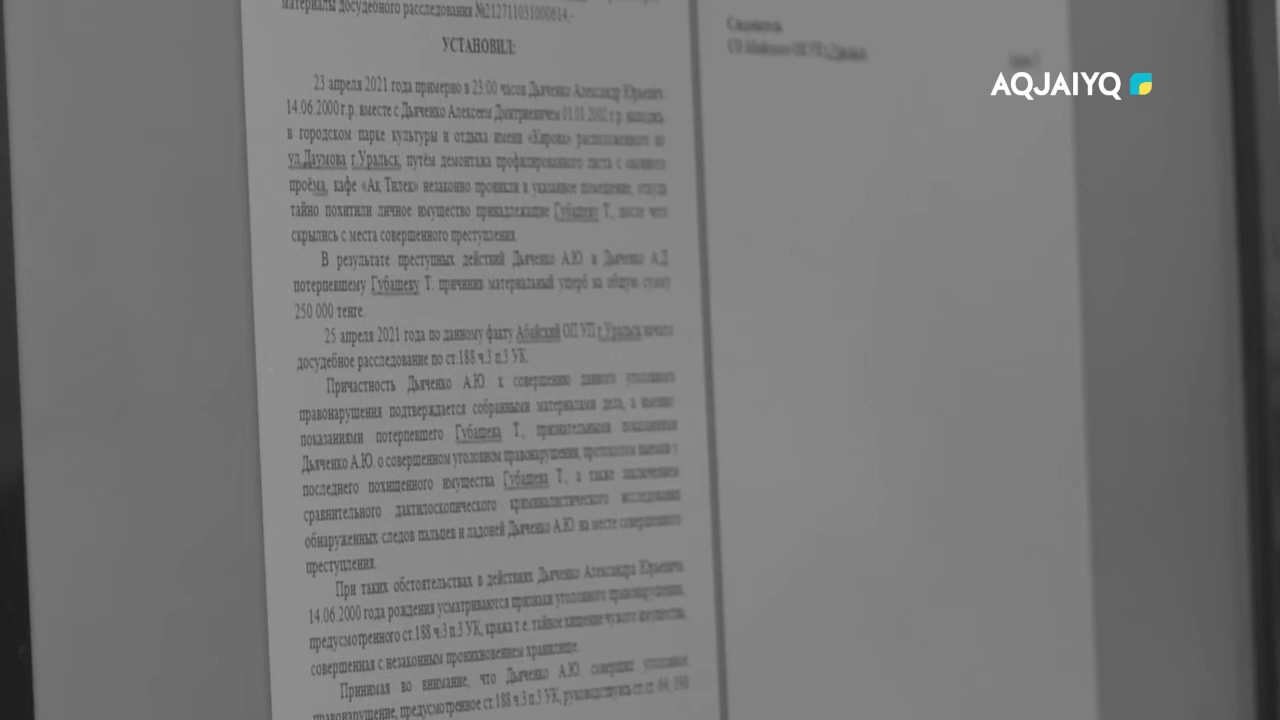 материалы досудебного расследования №212711031000614,-
УСТАНОВИЛ:
23 апреля 2021 года примерно в 23:00 часов Дьяченко Александр Юрьевич
14.06.2000 г.р. вместе с Дьяченко Алексеем Дмитриевичем 01.01.2002 г.р. находясь
в городском парке культуры и отдыха имени «Кирова» расположенного по
ул.Даумова г.Уральск, путём демонтажа профилированного листа с оконного
проёма, кафе «Ақ Тилек» незаконно проникли в указанное помещение, откуда
тайно похитили личное имущество принадлежащие Губашеву Т., после чего
скрылись с места совершенного преступления.
В результате преступных действий Дьяченко А.Ю. и Дьяченко А.Д.
потерпевшему Губашеву Т. причинив материальный ущерб на общую сумму
250 000 тенге.
25 апреля 2021 года по данному факту Абайский ОП УП г.Уральск начато
досудебное расследование по ст.188 ч.3 п.3 УК.
Причастность Дьяченко А.Ю. к совершению данного уголовного
правонарушения подтверждается собранными материалами дела, а именно
показаниями потерпевшего Губашева Т., признательными показаниями
Дьяченко А.Ю. о совершенном уголовном правонарушении, протоколом выемки у
последнего похищенного имущества Губашева Т., а также заключением
сравнительного дактилоскопического криминалистического исследования
обнаруженных следов пальцев и ладоней Дьяченко А.Ю. на месте совершенного
преступления.
При таких обстоятельствах в действиях Дьяченко Александра Юрьевича
14.06.2000 года рождения усматриваются признаки уголовного правонарушения,
предусмотренного ст.188 ч.3 п.3 УК, кража т.е. тайное хищение чужого имущества,
совершенная с незаконным проникновением хранилище.
Принимая во внимание, что Дьяченко А.Ю. совершил уголовное
правонарушение, предусмотренное ст.188 ч.3 п.3 УК, руководствуясь ст.ст. 64, 198
Следователь
AQJAIYQ